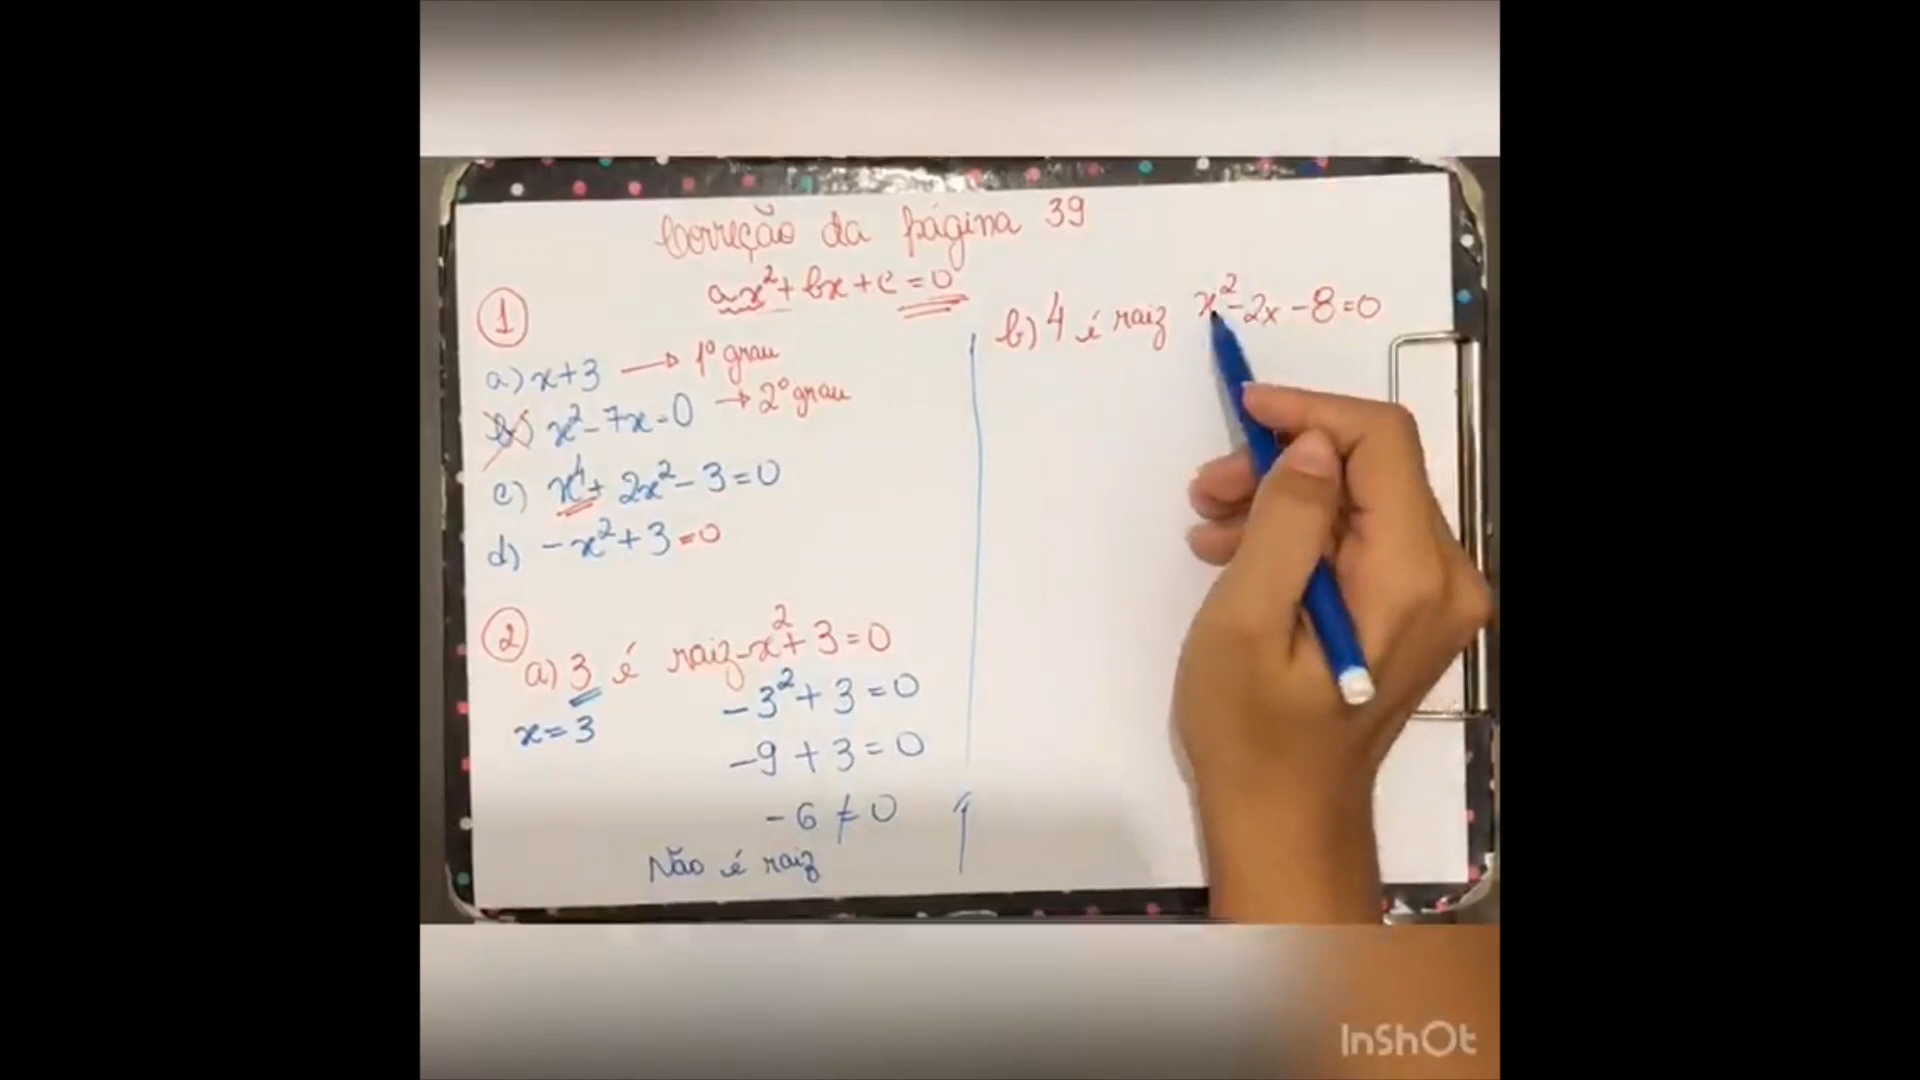 Correção da página 39
ax²+bx+c=0
1
a) x+3 → 1º grau
b) x²-7x=0 → 2º grau
c) x⁴+2x²-3=0
d) -x²+3=0
2
a) 3 é raiz -x²+3=0
x=3
-3²+3=0
-9+3=0
-6≠0
Não é raiz
b) 4 é raiz x²-2x-8=0
InShOt